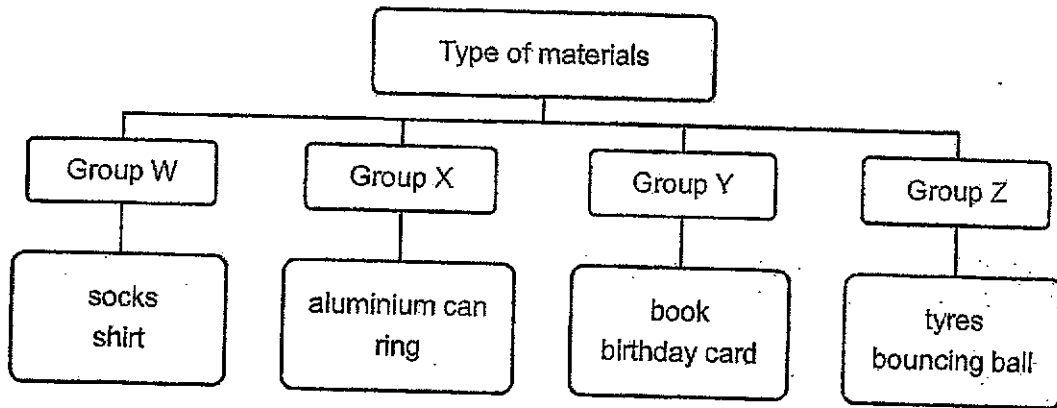 Type of materials
Group W
Group X
Group Y
Group Z
socks
shirt
aluminium can
ring
book
birthday card
tyres
bouncing ball